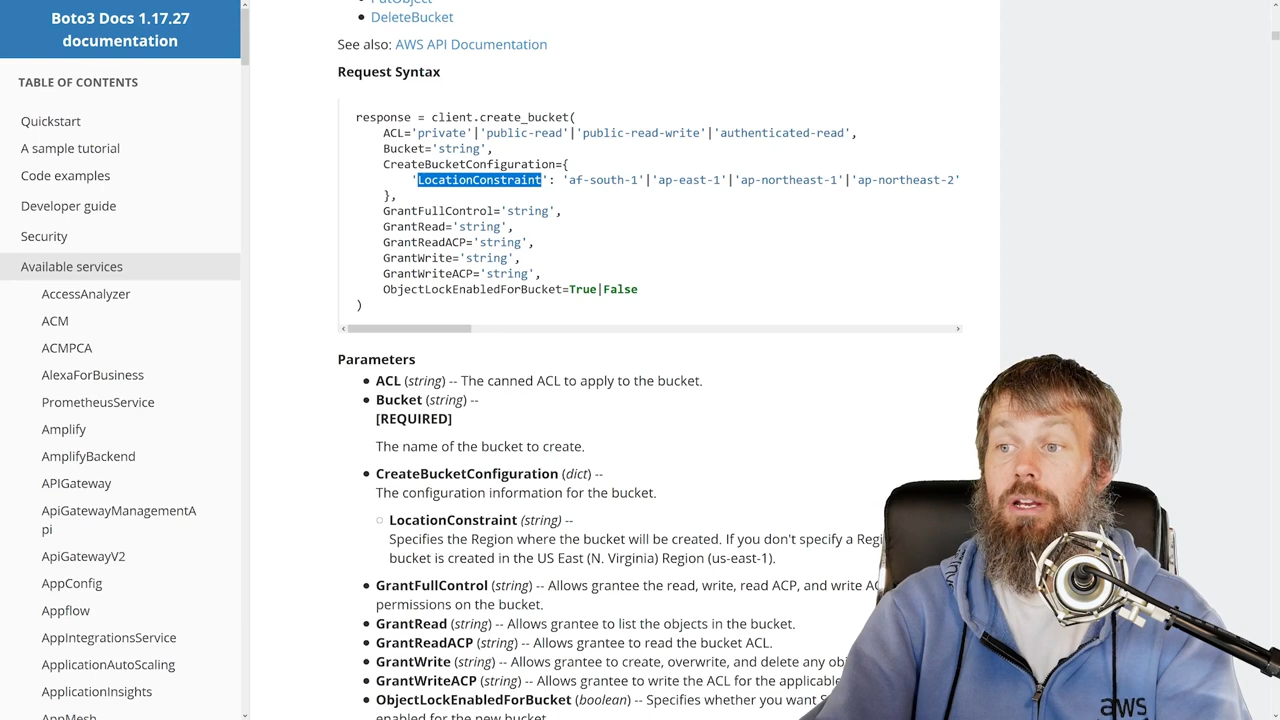 Boto3 Docs 1.17.27
documentation
TABLE OF CONTENTS
Quickstart
A sample tutorial
Code examples
Developer guide
Security
Available services
AccessAnalyzer
ACM
ACMPCA
AlexaForBusiness
PrometheusService
Amplify
AmplifyBackend
APIGateway
ApiGatewayManagementA
pi
ApiGatewayV2
AppConfig
Appflow
AppIntegrationsService
ApplicationAutoScaling
ApplicationInsights
AppMesh
PutObject
DeleteBucket
See also: AWS API Documentation
Request Syntax
response = client.create_bucket(
ACL='private'|'public-read'|'public-read-write'|'authenticated-read',
Bucket='string',
CreateBucketConfiguration={
'LocationConstraint': 'af-south-1'|'ap-east-1'|'ap-northeast-1'|'ap-northeast-2'
},
GrantFullControl='string',
GrantRead='string',
GrantReadACP='string',
GrantWrite='string',
GrantWriteACP='string',
ObjectLockEnabledForBucket=True|False
)
Parameters
ACL (string) -- The canned ACL to apply to the bucket.
Bucket (string) --
[REQUIRED]
The name of the bucket to create.
CreateBucketConfiguration (dict) --
The configuration information for the bucket.
LocationConstraint (string) --
Specifies the Region where the bucket will be created. If you don't specify a Regi
bucket is created in the US East (N. Virginia) Region (us-east-1).
GrantFullControl (string) -- Allows grantee the read, write, read ACP, and write AC
permissions on the bucket.
GrantRead (string) -- Allows grantee to list the objects in the bucket.
GrantReadACP (string) -- Allows grantee to read the bucket ACL.
GrantWrite (string) -- Allows grantee to create, overwrite, and delete any obj
GrantWriteACP (string) -- Allows grantee to write the ACL for the applicable
ObjectLockEnabledForBucket (boolean) -- Specifies whether you want S
enabled for the new bucket.
aws